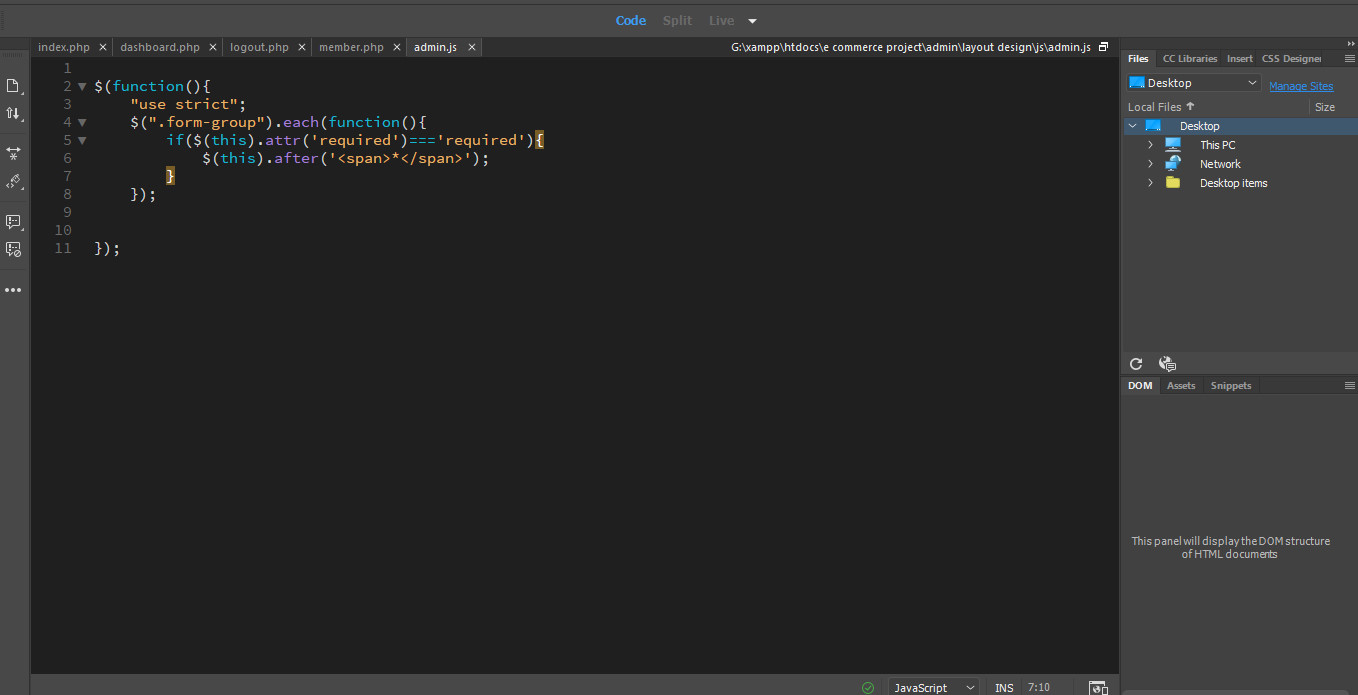 Code Split Live
index.php dashboard.php logout.php member.php admin.js G:\xampp\htdocs\e commerce project\admin\layout design\js\admin.js
1
2 $(function(){
3 "use strict";
4 $(".form-group").each(function(){
5 if($(this).attr('required')==='required'){
6 $(this).after('<span>*</span>');
7 }
8 });
9
10
11 });
JavaScript INS 7:10
Files CC Libraries Insert CSS Designer
Desktop Manage Sites
Local Files Size
Desktop
This PC
Network
Desktop items
DOM Assets Snippets
This panel will display the DOM structure
of HTML documents